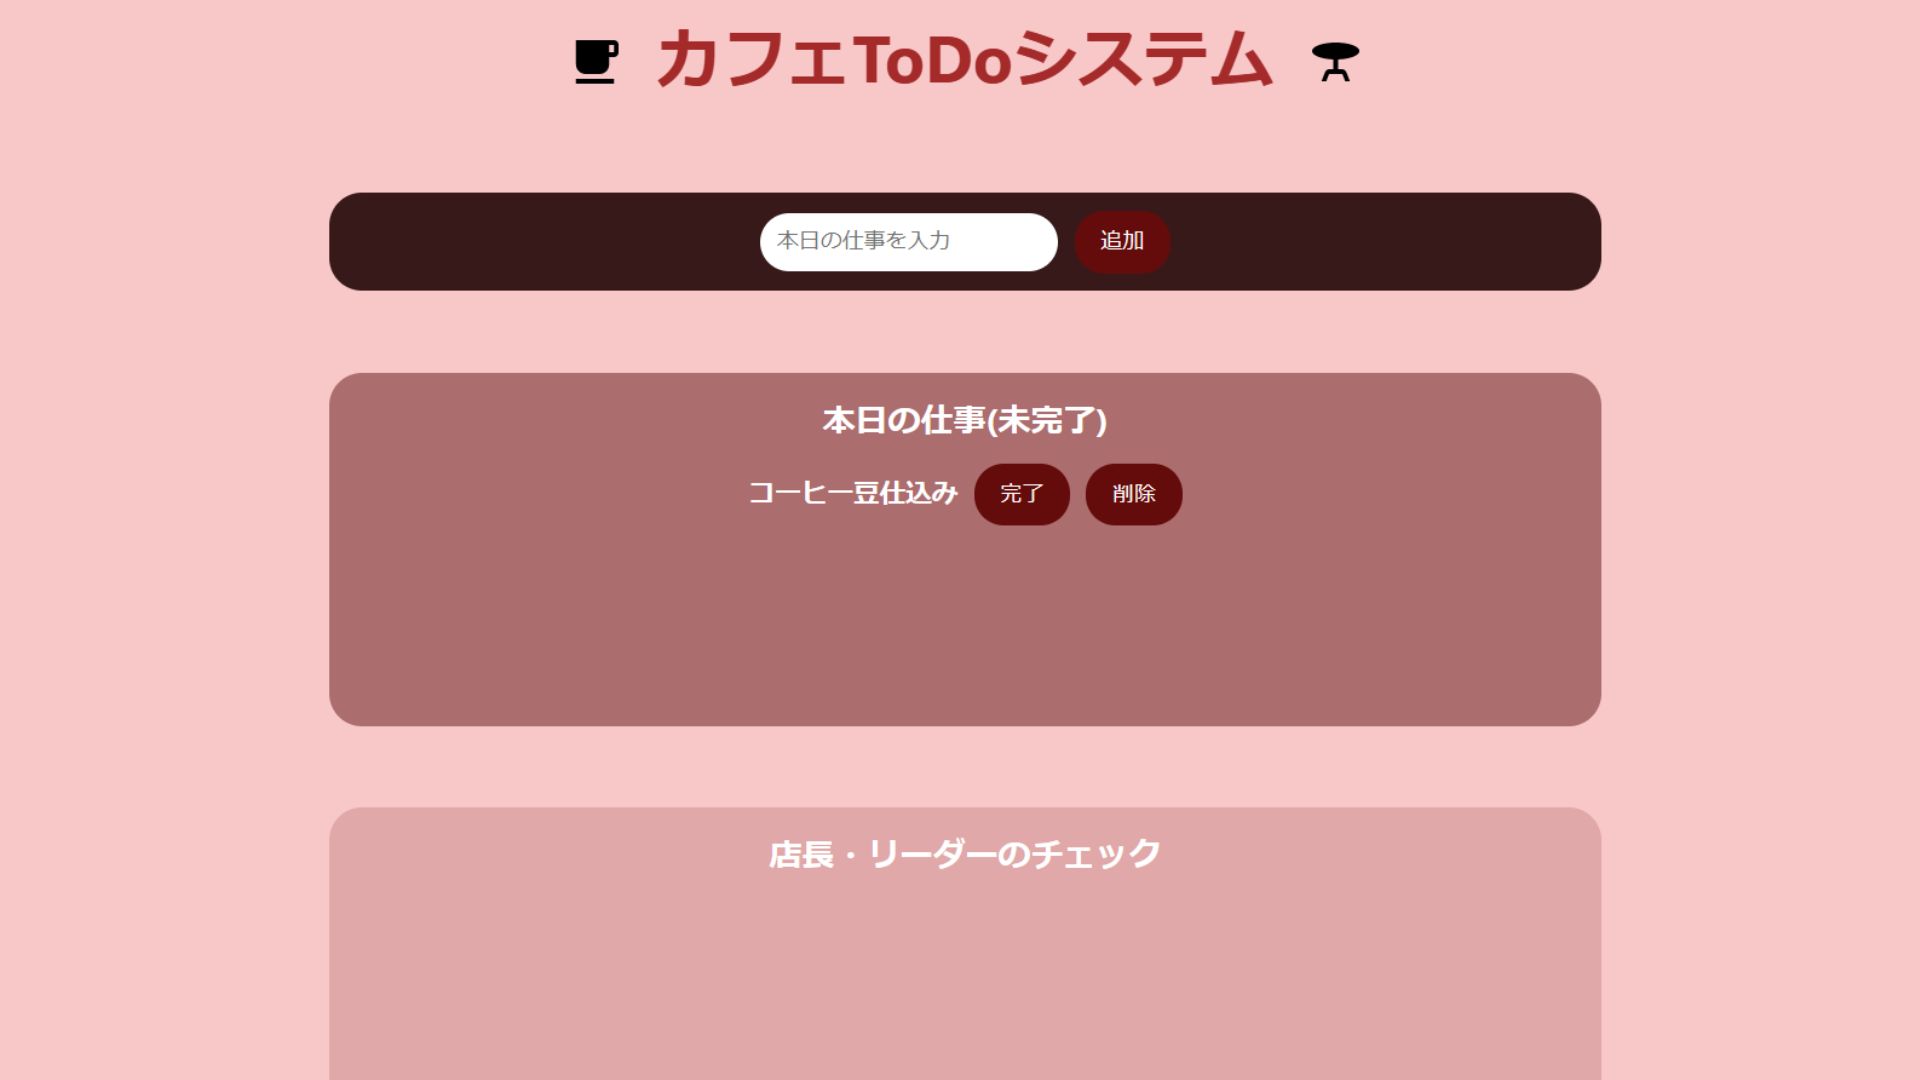 カフェToDoシステム
本日の仕事を入力 追加
本日の仕事(未完了)
コーヒー豆仕込み 完了 削除
店長・リーダーのチェック